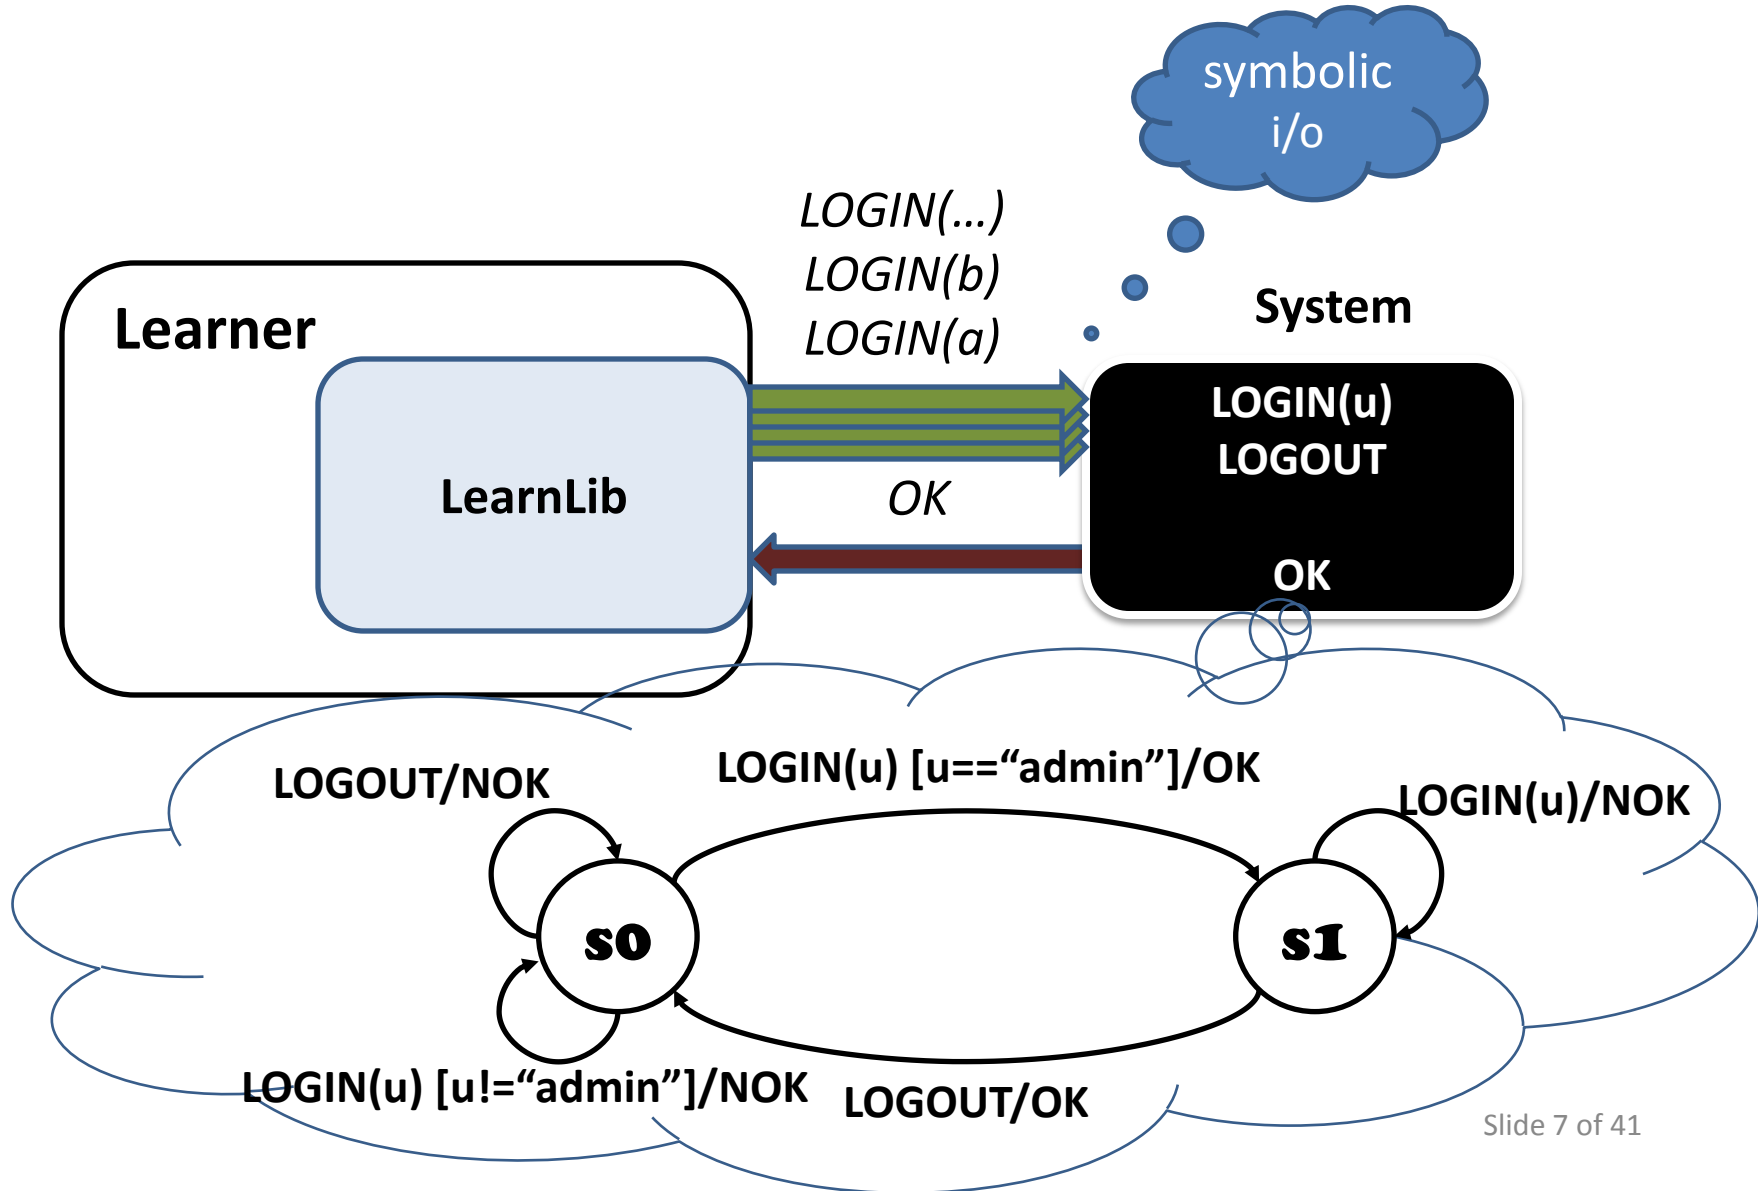 symbolic
i/o
LOGIN(...)
LOGIN(b)
LOGIN(a)
Learner
System
LearnLib
LOGIN(u)
LOGOUT
OK
OK
LOGOUT/NOK
LOGIN(u) [u==“admin”]/OK
LOGIN(u)/NOK
s0
s1
LOGIN(u) [u!=“admin”]/NOK
LOGOUT/OK
Slide 7 of 41